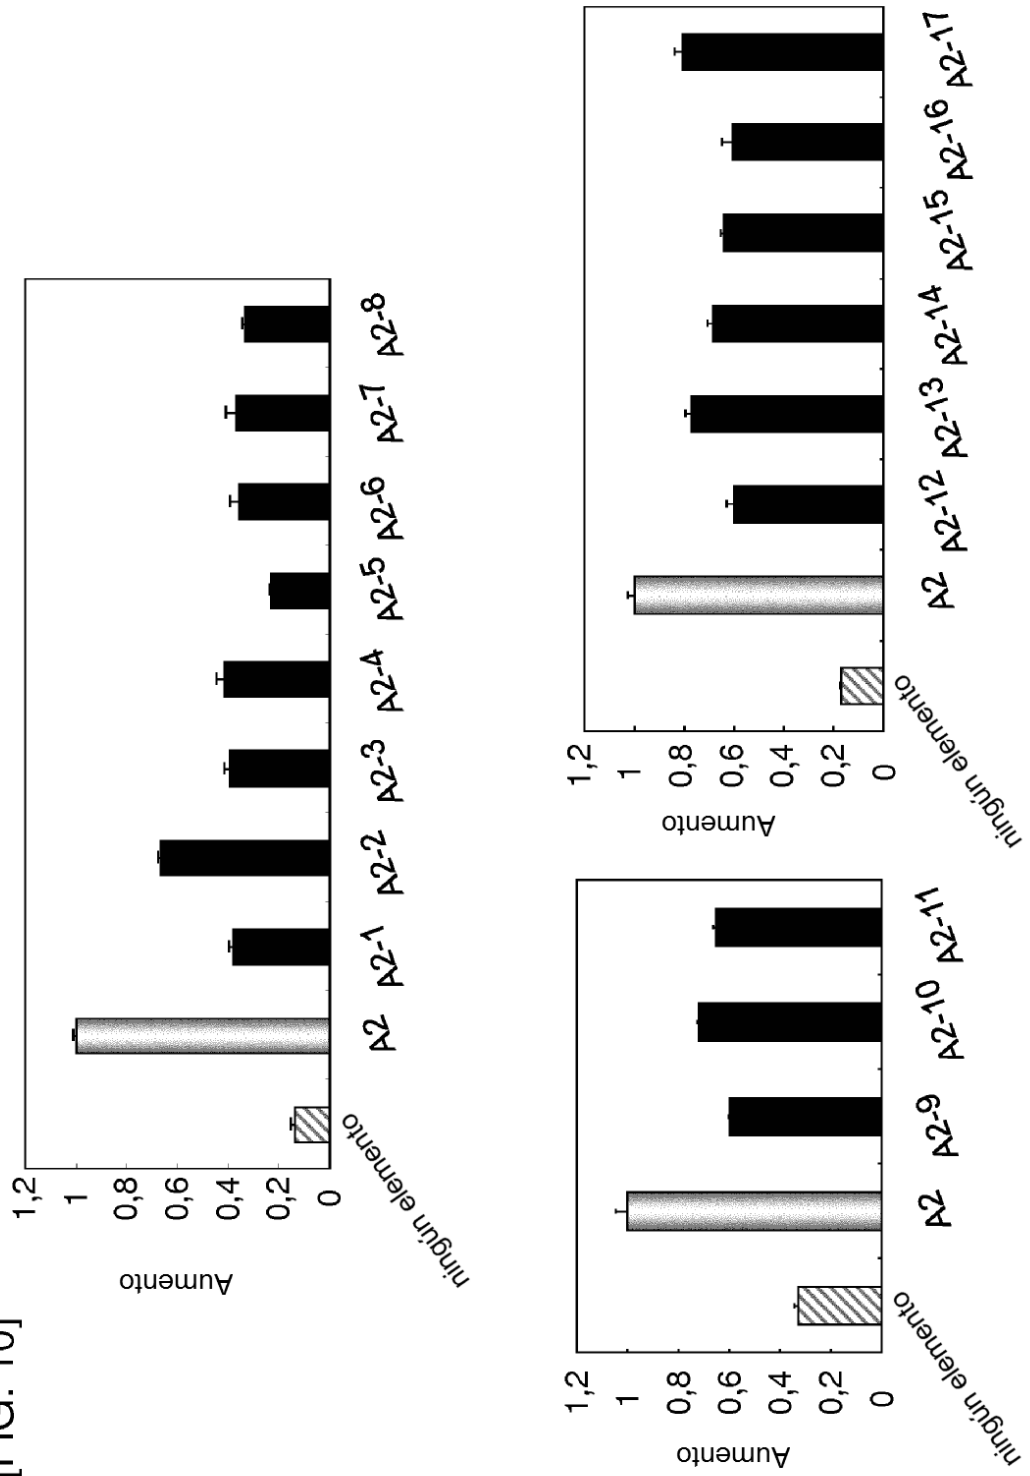 [FIG. 10]
Aumento
1,2
1
0,8
0,6
0,4
0,2
0
ningún elemento
A2
A2-1
A2-2
A2-3
A2-4
A2-5
A2-6
A2-7
A2-8
Aumento
1,2
1
0,8
0,6
0,4
0,2
0
ningún elemento
A2
A2-9
A2-10
A2-11
Aumento
1,2
1
0,8
0,6
0,4
0,2
0
ningún elemento
A2
A2-12
A2-13
A2-14
A2-15
A2-16
A2-17